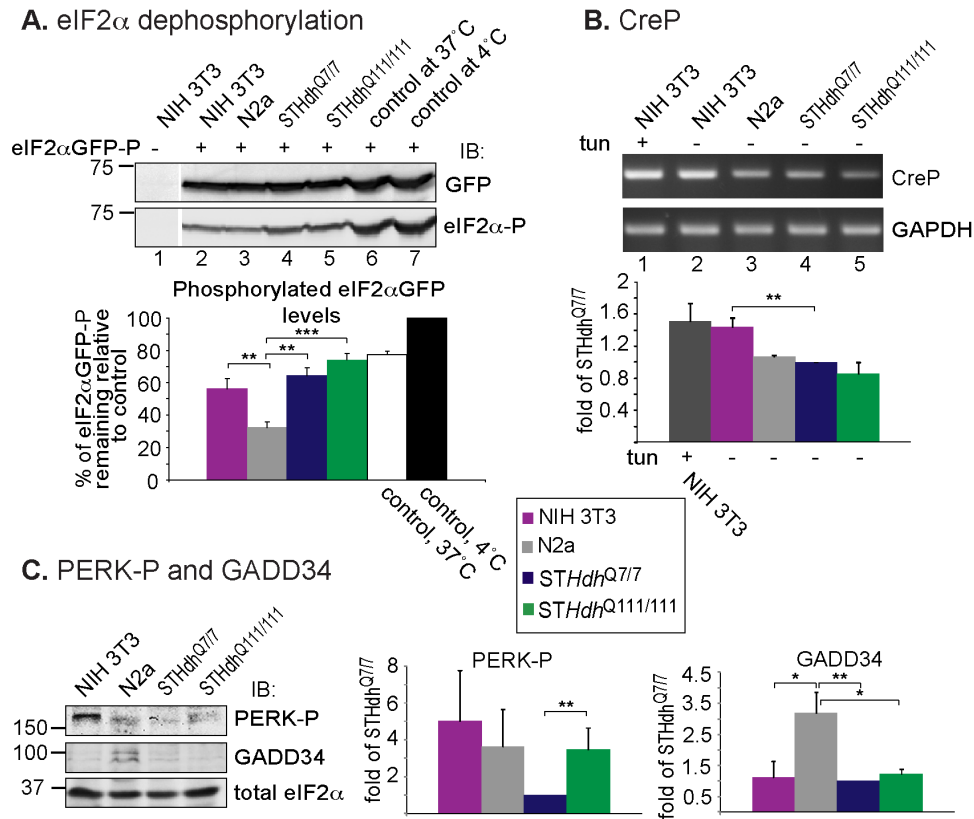 A. eIF2α dephosphorylation
NIH 3T3
NIH 3T3
N2a
STHdhQ7/7
STHdhQ111/111
control at 37°C
control at 4°C
eIF2αGFP-P - + + + + + + IB:
75
GFP
75
eIF2α-P
1 2 3 4 5 6 7
Phosphorylated eIF2αGFP
levels
% of eIF2αGFP-P
remaining relative
to control
100
80
60
40
20
0
** ** ***
control, 37°C
control, 4°C
B. CreP
NIH 3T3
NIH 3T3
N2a
STHdhQ7/7
STHdhQ111/111
tun + - - - -
CreP
GAPDH
1 2 3 4 5
fold of STHdhQ7/7
2
1.6
1.2
0.8
0.4
**
tun + - - - -
NIH 3T3
NIH 3T3
N2a
STHdhQ7/7
STHdhQ111/111
C. PERK-P and GADD34
NIH 3T3
N2a
STHdhQ7/7
STHdhQ111/111
IB:
PERK-P
150
100
GADD34
37
total eIF2α
PERK-P
fold of STHdhQ7/7
8
6
4
2
**
GADD34
fold of STHdhQ7/7
4.5
3.5
2.5
1.5
0.5
* **
*